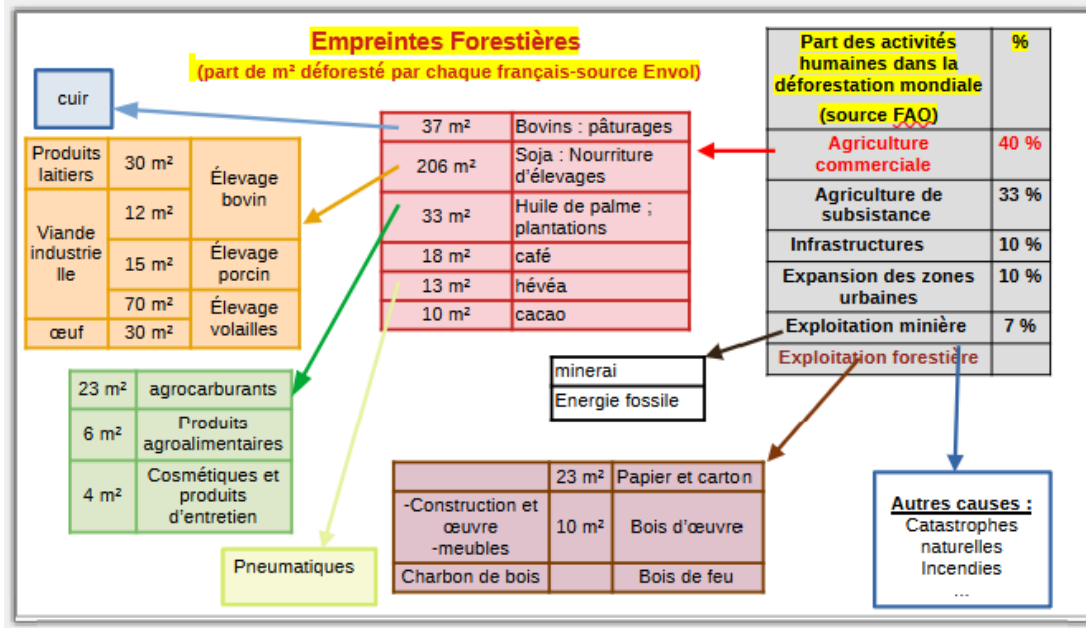 Empreintes Forestières
(part de m² déforesté par chaque français-source Envol)
Part des activités
humaines dans la
déforestation mondiale
(source FAO)
%
Agriculture
commerciale
40 %
Agriculture de
subsistance
33 %
Infrastructures
10 %
Expansion des zones
urbaines
10 %
Exploitation minière
7 %
Exploitation forestière
cuir
37 m²
Bovins : pâturages
206 m²
Soja : Nourriture
d'élevages
33 m²
Huile de palme ;
plantations
18 m²
café
13 m²
hévéa
10 m²
cacao
Produits
laitiers
30 m²
Élevage
bovin
Viande
industrie
lle
12 m²
15 m²
Élevage
porcin
70 m²
Élevage
volailles
œuf
30 m²
23 m²
agrocarburants
6 m²
Produits
agroalimentaires
4 m²
Cosmétiques et
produits
d'entretien
Pneumatiques
minerai
Energie fossile
23 m²
Papier et carton
-Construction et
œuvre
-meubles
10 m²
Bois d'œuvre
Charbon de bois
Bois de feu
Autres causes :
Catastrophes
naturelles
Incendies
...